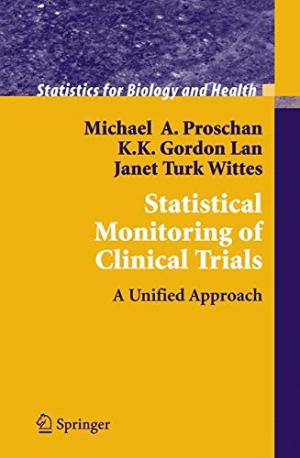 Statistics for Biology and Health
Michael A. Proschan
K.K. Gordon Lan
Janet Turk Wittes
Statistical
Monitoring of
Clinical Trials
A Unified Approach
Springer